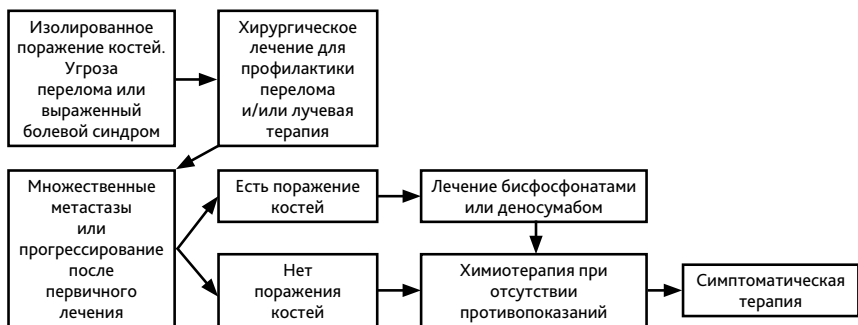 Изолированное
поражение костей.
Угроза
перелома или
выраженный
болевой синдром
Хирургическое
лечение для
профилактики
перелома
и/или лучевая
терапия
Множественные
метастазы
или
прогрессирование
после
первичного
лечения
Есть поражение
костей
Лечение бисфосфонатами
или деносумабом
Нет
поражения
костей
Химиотерапия при
отсутствии
противопоказаний
Симптоматическая
терапия